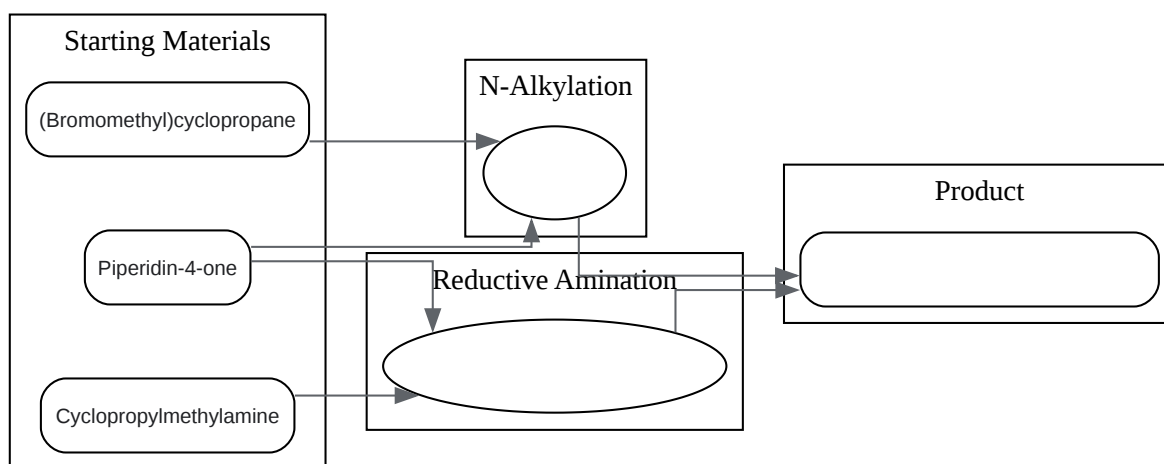 Starting Materials
(Bromomethyl)cyclopropane
Piperidin-4-one
Cyclopropylmethylamine
N-Alkylation
Reductive Amination
Product